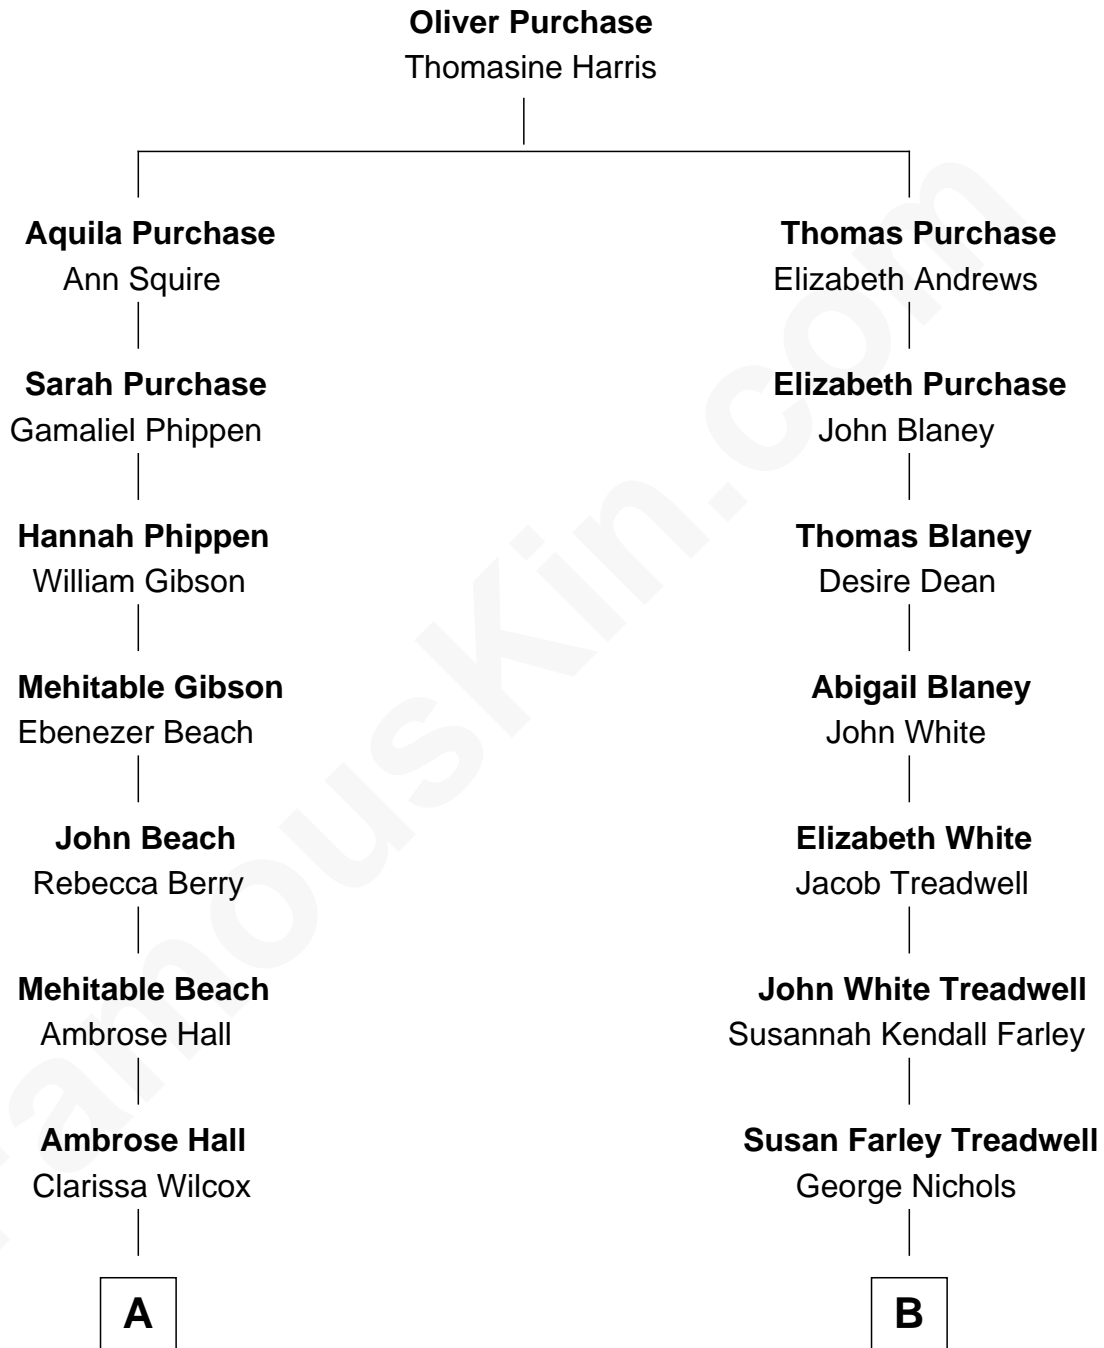 Oliver Purchase
Thomasine Harris
Aquila Purchase
Ann Squire
Sarah Purchase
Gamaliel Phippen
Hannah Phippen
William Gibson
Mehitable Gibson
Ebenezer Beach
John Beach
Rebecca Berry
Mehitable Beach
Ambrose Hall
Ambrose Hall
Clarissa Wilcox
A
Thomas Purchase
Elizabeth Andrews
Elizabeth Purchase
John Blaney
Thomas Blaney
Desire Dean
Abigail Blaney
John White
Elizabeth White
Jacob Treadwell
John White Treadwell
Susannah Kendall Farley
Susan Farley Treadwell
George Nichols
B
FamousKin.com